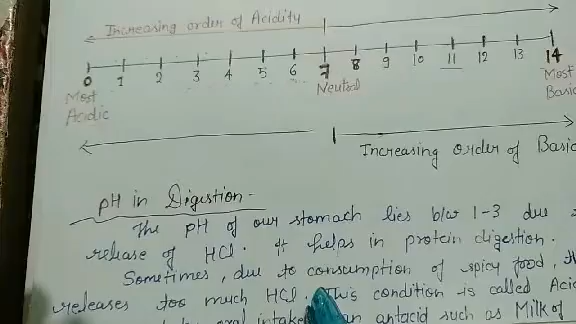 Increasing order of Acidity
0 1 2 3 4 5 6 7 8 9 10 11 12 13 14
Most Acidic
Neutral
Most Basic
Increasing order of Basic
pH in Digestion -
The pH of our stomach lies b/w 1-3 due
release of HCl. It helps in protein digestion.
Sometimes, due to consumption of spicy food,
releases too much HCl. This condition is called Acid
intake an antacid such as Milk of